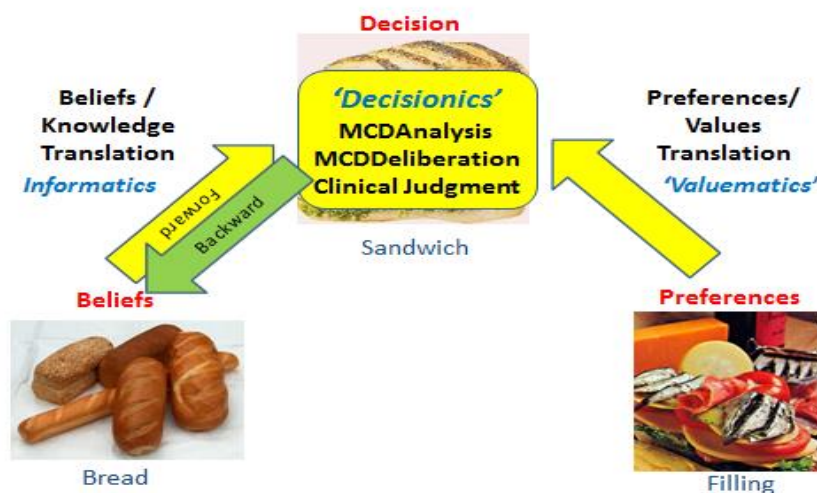 Decision
Beliefs /
Knowledge
Translation
Informatics
‘Decisionics’
MCDAnalysis
MCDDeliberation
Clinical Judgment
Preferences/
Values
Translation
‘Valuematics’
Forward
Backward
Sandwich
Beliefs
Preferences
Bread
Filling